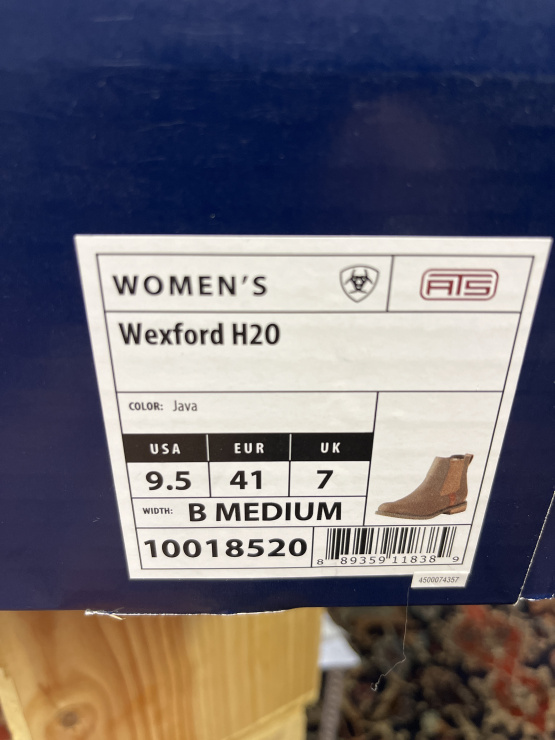 WOMEN'S
ATS
Wexford H20
COLOR: Java
USA EUR UK
9.5 41 7
WIDTH: B MEDIUM
10018520
8 89359 11838 9
4500074357